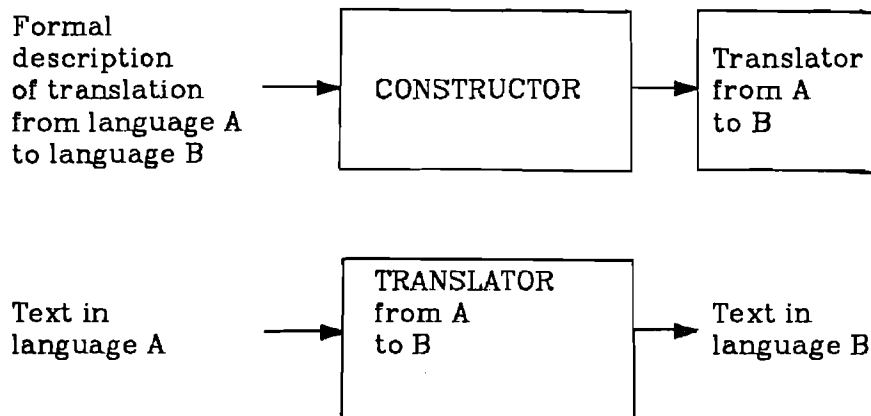 Formal
description
of translation
from language A
to language B
CONSTRUCTOR
Translator
from A
to B
Text in
language A
TRANSLATOR
from A
to B
Text in
language B